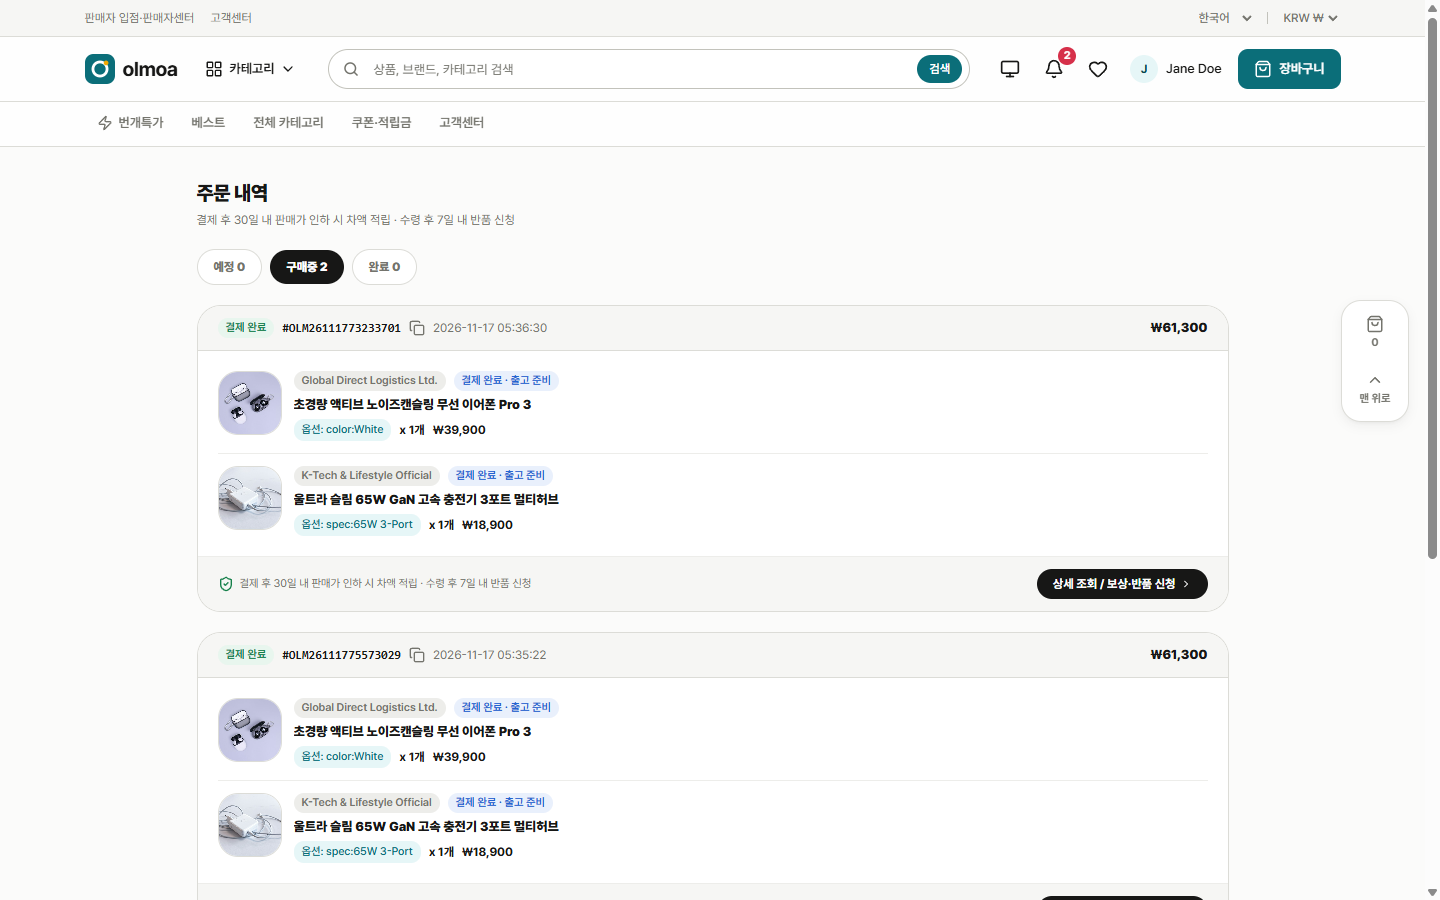 판매자 입점·판매자센터 고객센터 한국어 KRW ₩
olmoa 카테고리 상품, 브랜드, 카테고리 검색 검색 2 J Jane Doe 장바구니
번개특가 베스트 전체 카테고리 쿠폰·적립금 고객센터
주문 내역
결제 후 30일 내 판매가 인하 시 차액 적립 · 수령 후 7일 내 반품 신청
예정 0 구매중 2 완료 0
결제 완료 #OLM26111773233701 2026-11-17 05:36:30 ₩61,300
Global Direct Logistics Ltd. 결제 완료 · 출고 준비
초경량 액티브 노이즈캔슬링 무선 이어폰 Pro 3
옵션: color:White x 1개 ₩39,900
K-Tech & Lifestyle Official 결제 완료 · 출고 준비
울트라 슬림 65W GaN 고속 충전기 3포트 멀티허브
옵션: spec:65W 3-Port x 1개 ₩18,900
결제 후 30일 내 판매가 인하 시 차액 적립 · 수령 후 7일 내 반품 신청 상세 조회 / 보상·반품 신청
결제 완료 #OLM26111775573029 2026-11-17 05:35:22 ₩61,300
Global Direct Logistics Ltd. 결제 완료 · 출고 준비
초경량 액티브 노이즈캔슬링 무선 이어폰 Pro 3
옵션: color:White x 1개 ₩39,900
K-Tech & Lifestyle Official 결제 완료 · 출고 준비
울트라 슬림 65W GaN 고속 충전기 3포트 멀티허브
옵션: spec:65W 3-Port x 1개 ₩18,900
0
맨 위로